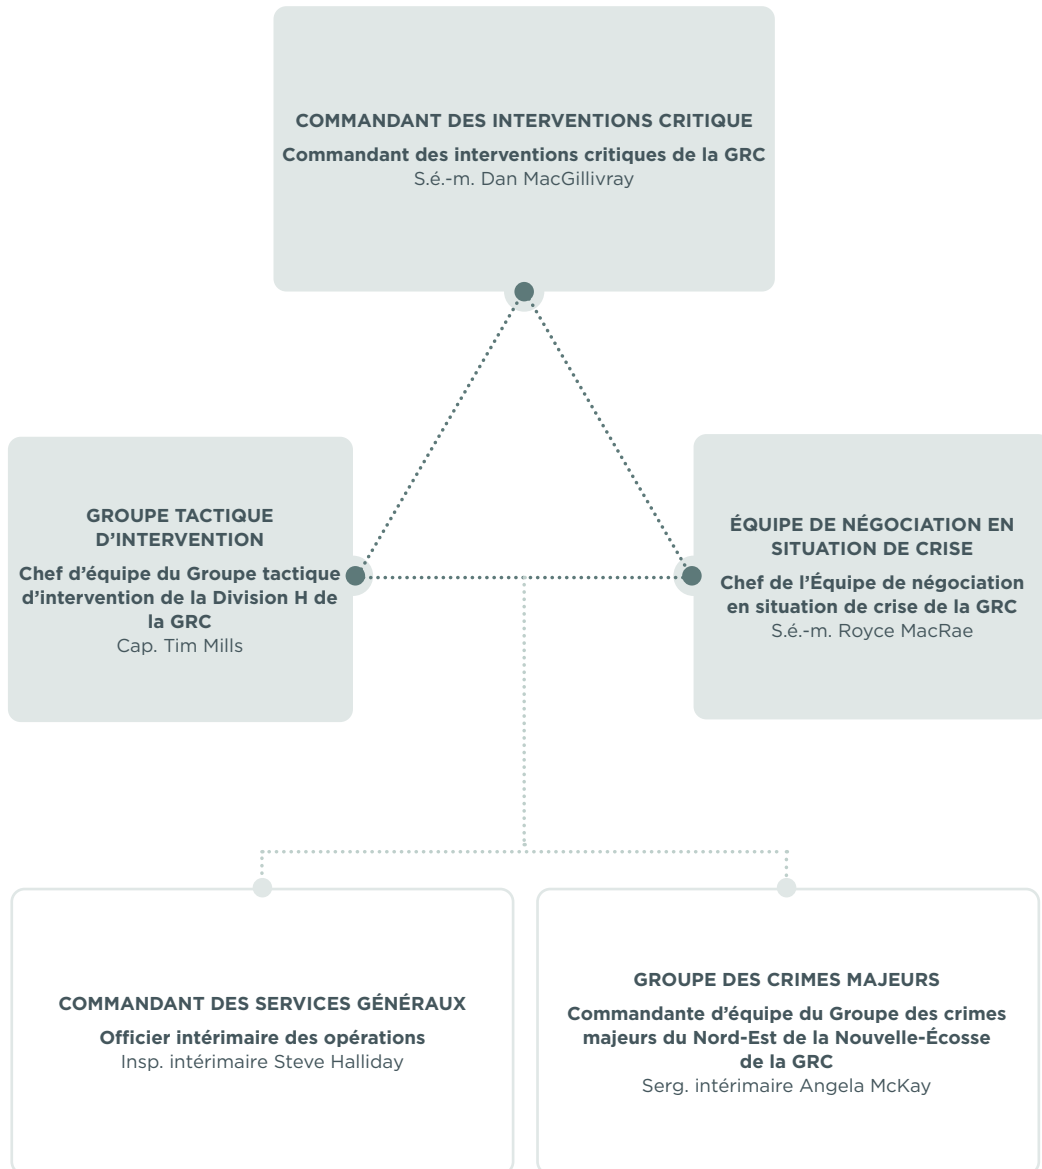 COMMANDANT DES INTERVENTIONS CRITIQUE
Commandant des interventions critiques de la GRC
S.é.-m. Dan MacGillivray
GROUPE TACTIQUE
D’INTERVENTION
Chef d’équipe du Groupe tactique
d’intervention de la Division H de
la GRC
Cap. Tim Mills
ÉQUIPE DE NÉGOCIATION EN
SITUATION DE CRISE
Chef de l’Équipe de négociation
en situation de crise de la GRC
S.é.-m. Royce MacRae
COMMANDANT DES SERVICES GÉNÉRAUX
Officier intérimaire des opérations
Insp. intérimaire Steve Halliday
GROUPE DES CRIMES MAJEURS
Commandante d’équipe du Groupe des crimes
majeurs du Nord-Est de la Nouvelle-Écosse
de la GRC
Serg. intérimaire Angela McKay